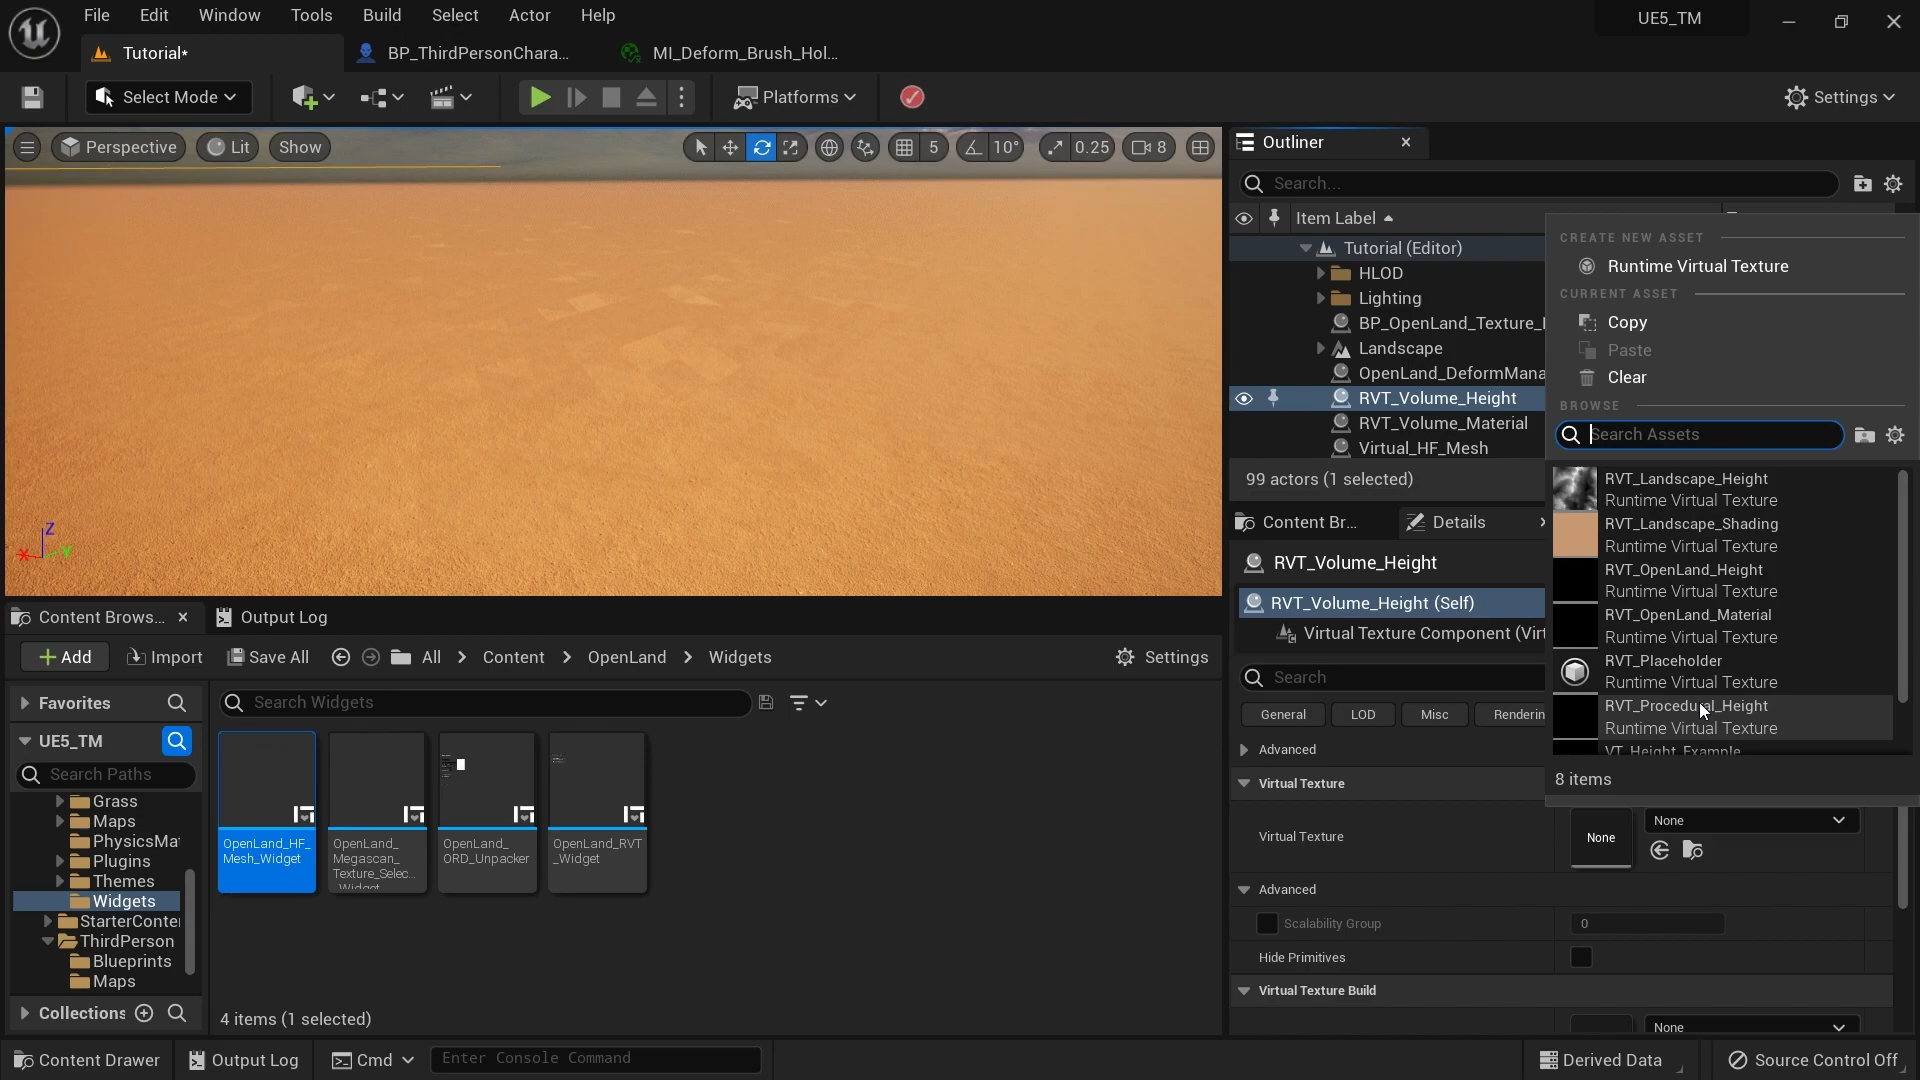 File Edit Window Tools Build Select Actor Help
UE5_TM
Tutorial*
BP_ThirdPersonChara...
MI_Deform_Brush_Hol...
Select Mode
Platforms
Settings
Perspective
Lit
Show
5
10°
0.25
8
Z
X
Y
Outliner
Search...
Item Label
Tutorial (Editor)
HLOD
Lighting
BP_OpenLand_Texture_
Landscape
OpenLand_DeformMana
RVT_Volume_Height
RVT_Volume_Material
Virtual_HF_Mesh
99 actors (1 selected)
CREATE NEW ASSET
Runtime Virtual Texture
CURRENT ASSET
Copy
Paste
Clear
BROWSE
Search Assets
RVT_Landscape_Height
Runtime Virtual Texture
RVT_Landscape_Shading
Runtime Virtual Texture
RVT_OpenLand_Height
Runtime Virtual Texture
RVT_OpenLand_Material
Runtime Virtual Texture
RVT_Placeholder
Runtime Virtual Texture
RVT_Procedural_Height
Runtime Virtual Texture
VT_Height_Example
8 items
Content Br...
Details
RVT_Volume_Height
RVT_Volume_Height (Self)
Virtual Texture Component (Virt
Search
General
LOD
Misc
Renderin
Advanced
Virtual Texture
Virtual Texture
None
None
Advanced
Scalability Group
0
Hide Primitives
Virtual Texture Build
None
Content Brows...
Output Log
Add
Import
Save All
All
Content
OpenLand
Widgets
Settings
Favorites
UE5_TM
Search Paths
Grass
Maps
PhysicsMa
Plugins
Themes
Widgets
StarterConte
ThirdPerson
Blueprints
Maps
Collections
Search Widgets
OpenLand_HF_
Mesh_Widget
OpenLand_
Megascan_
Texture_Selec...
_Widget
OpenLand_
ORD_Unpacker
OpenLand_RVT
_Widget
4 items (1 selected)
Content Drawer
Output Log
Cmd
Enter Console Command
Derived Data
Source Control Off